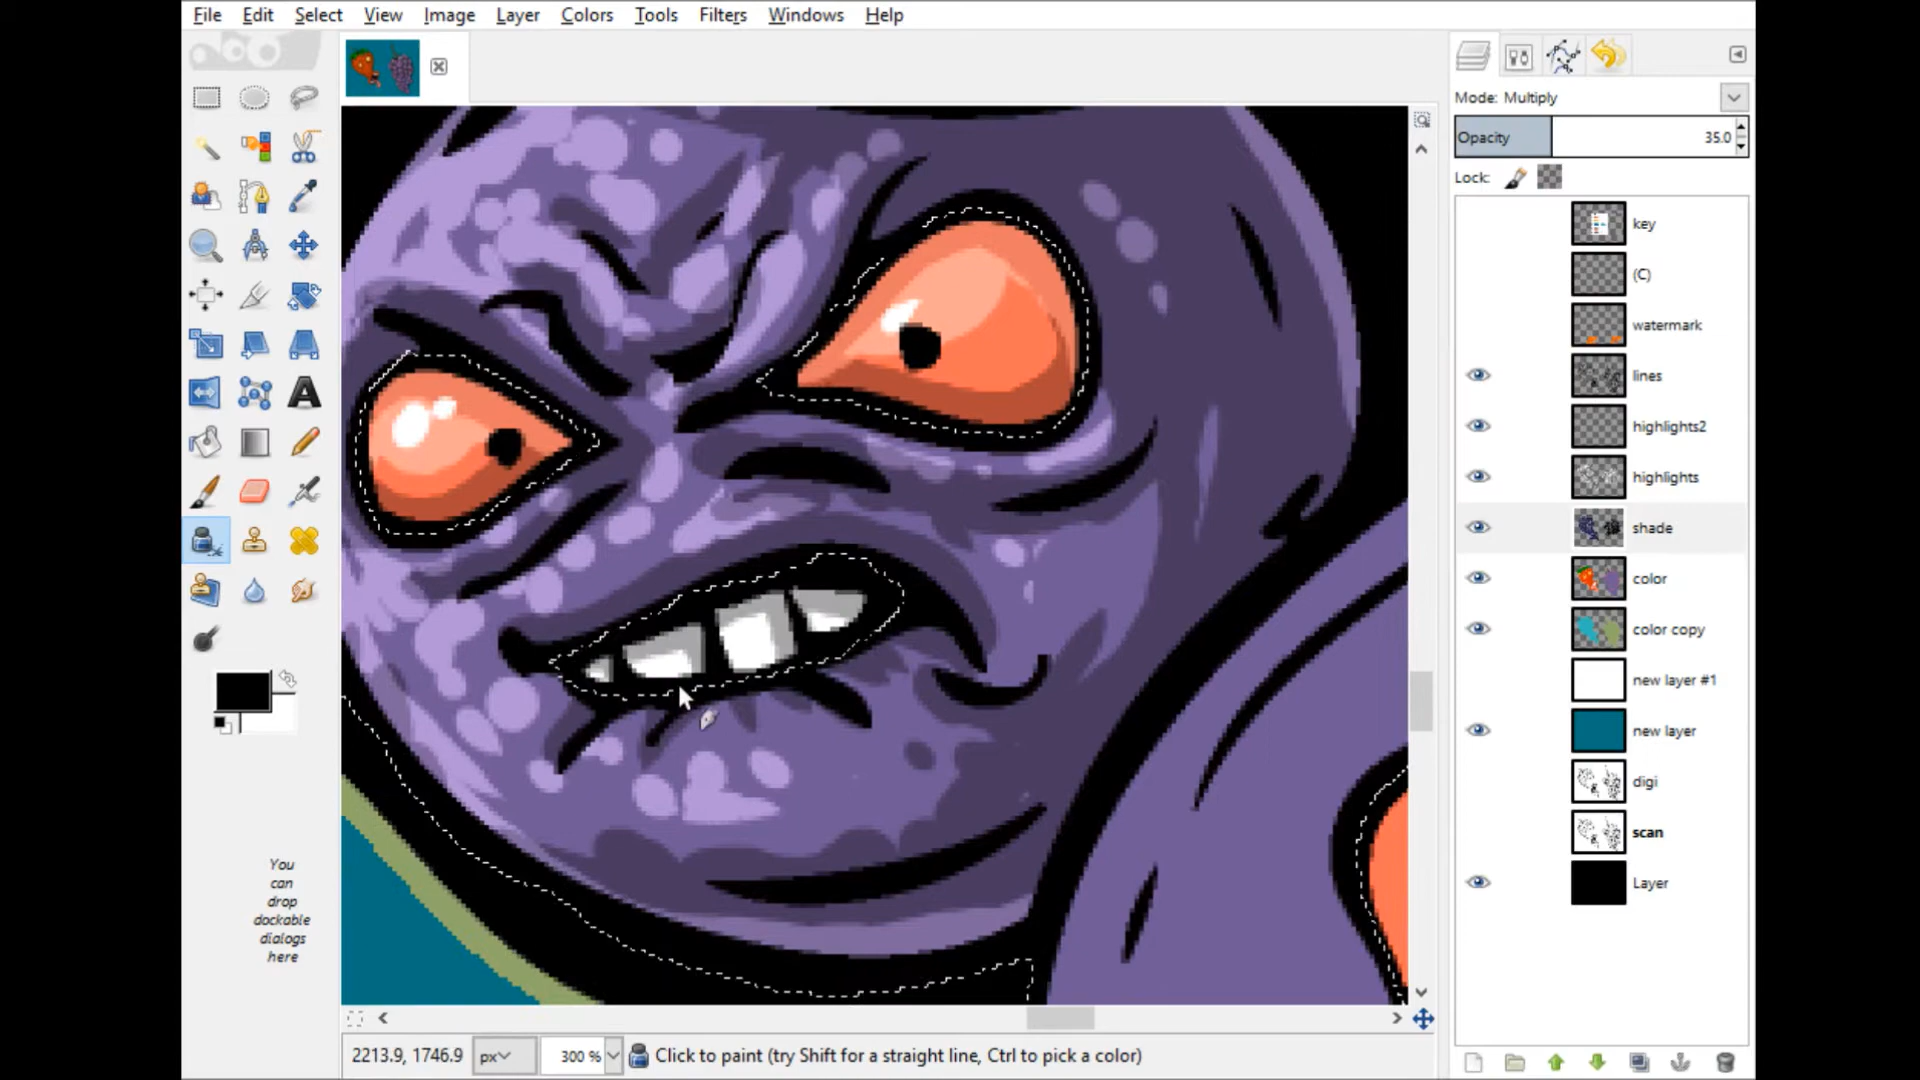 File Edit Select View Image Layer Colors Tools Filters Windows Help
Mode: Multiply
Opacity 35.0
Lock:
key
(C)
watermark
lines
highlights2
highlights
shade
color
color copy
new layer #1
new layer
digi
scan
Layer
A
You
can
drop
dockable
dialogs
here
2213.9, 1746.9 px 300 % Click to paint (try Shift for a straight line, Ctrl to pick a color)